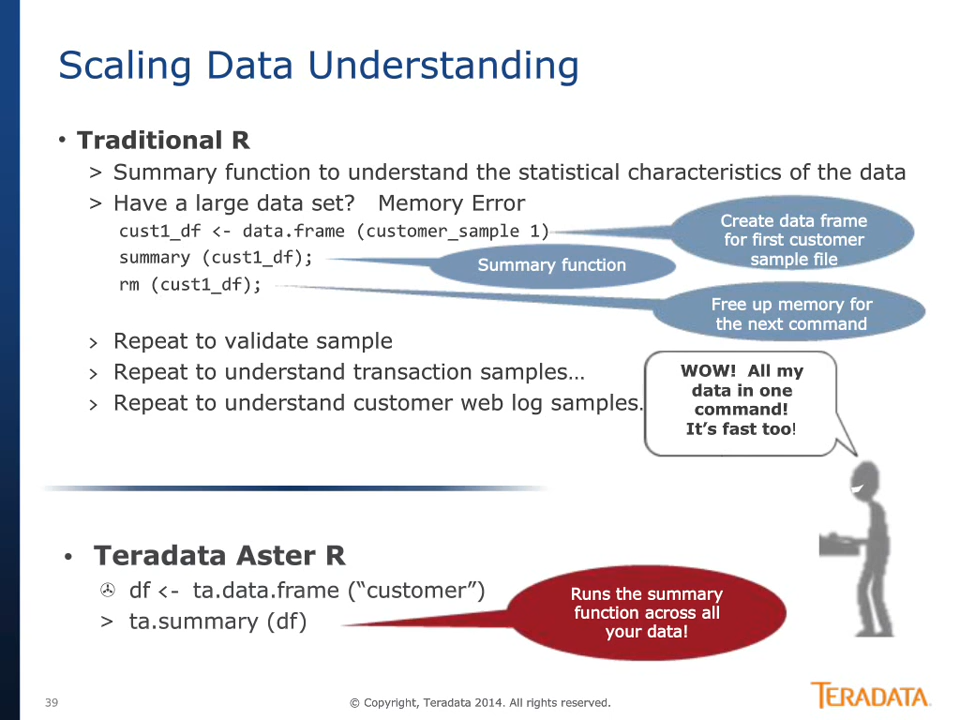 Scaling Data Understanding
• Traditional R
> Summary function to understand the statistical characteristics of the data
> Have a large data set? Memory Error
cust1_df <- data.frame (customer_sample 1)
summary (cust1_df);
rm (cust1_df);
Create data frame
for first customer
sample file
Summary function
Free up memory for
the next command
› Repeat to validate sample
› Repeat to understand transaction samples…
› Repeat to understand customer web log samples.
WOW! All my
data in one
command!
It’s fast too!
• Teradata Aster R
✇ df <- ta.data.frame (“customer”)
> ta.summary (df)
Runs the summary
function across all
your data!
39
© Copyright, Teradata 2014. All rights reserved.
TERADATA.